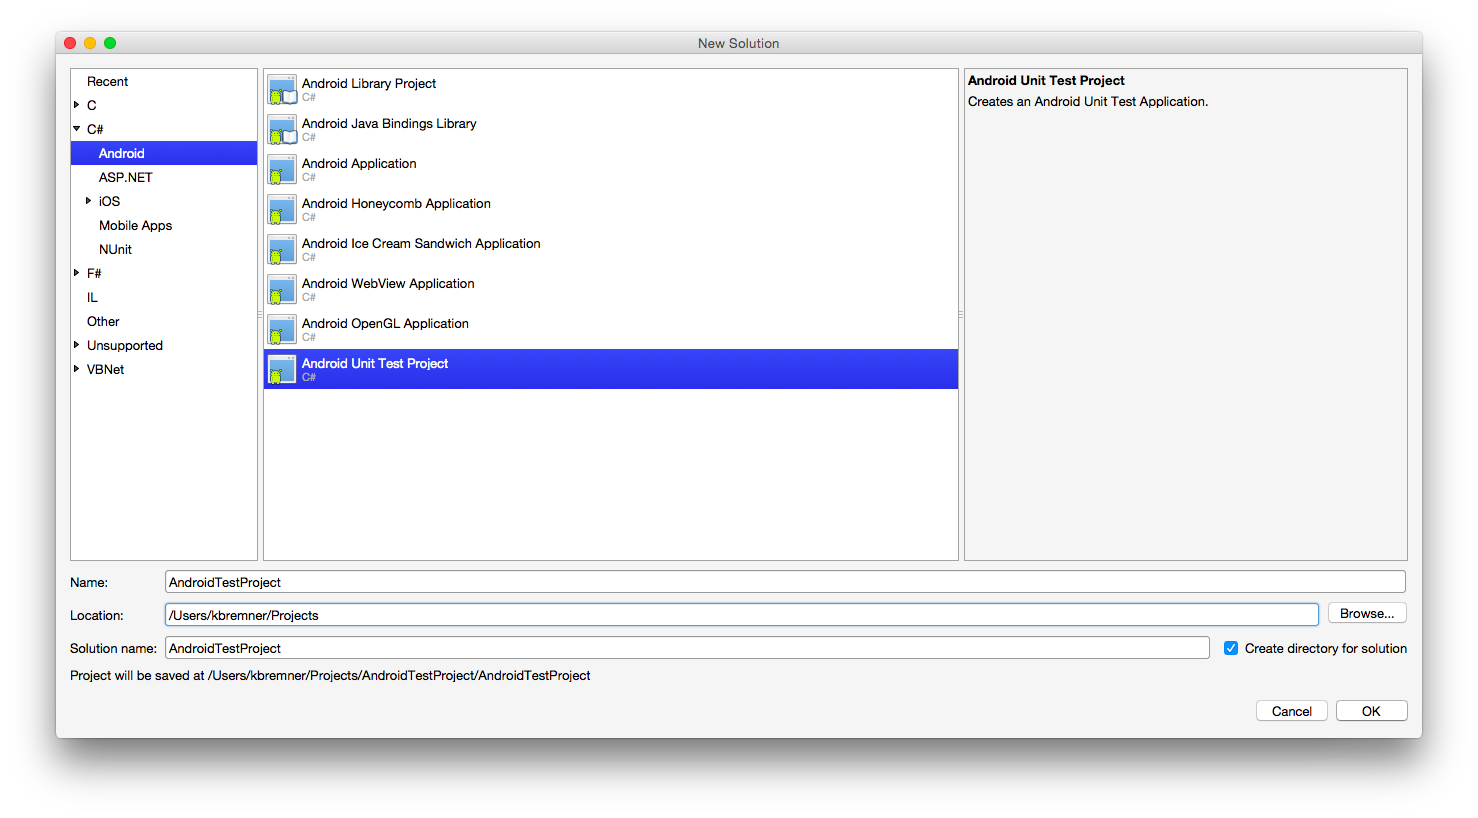 New Solution
Recent
C
C#
Android
ASP.NET
iOS
Mobile Apps
NUnit
F#
IL
Other
Unsupported
VBNet
Android Library Project
C#
Android Java Bindings Library
C#
Android Application
C#
Android Honeycomb Application
C#
Android Ice Cream Sandwich Application
C#
Android WebView Application
C#
Android OpenGL Application
C#
Android Unit Test Project
C#
Android Unit Test Project
Creates an Android Unit Test Application.
Name: AndroidTestProject
Location: /Users/kbremner/Projects Browse...
Solution name: AndroidTestProject Create directory for solution
Project will be saved at /Users/kbremner/Projects/AndroidTestProject/AndroidTestProject
Cancel OK